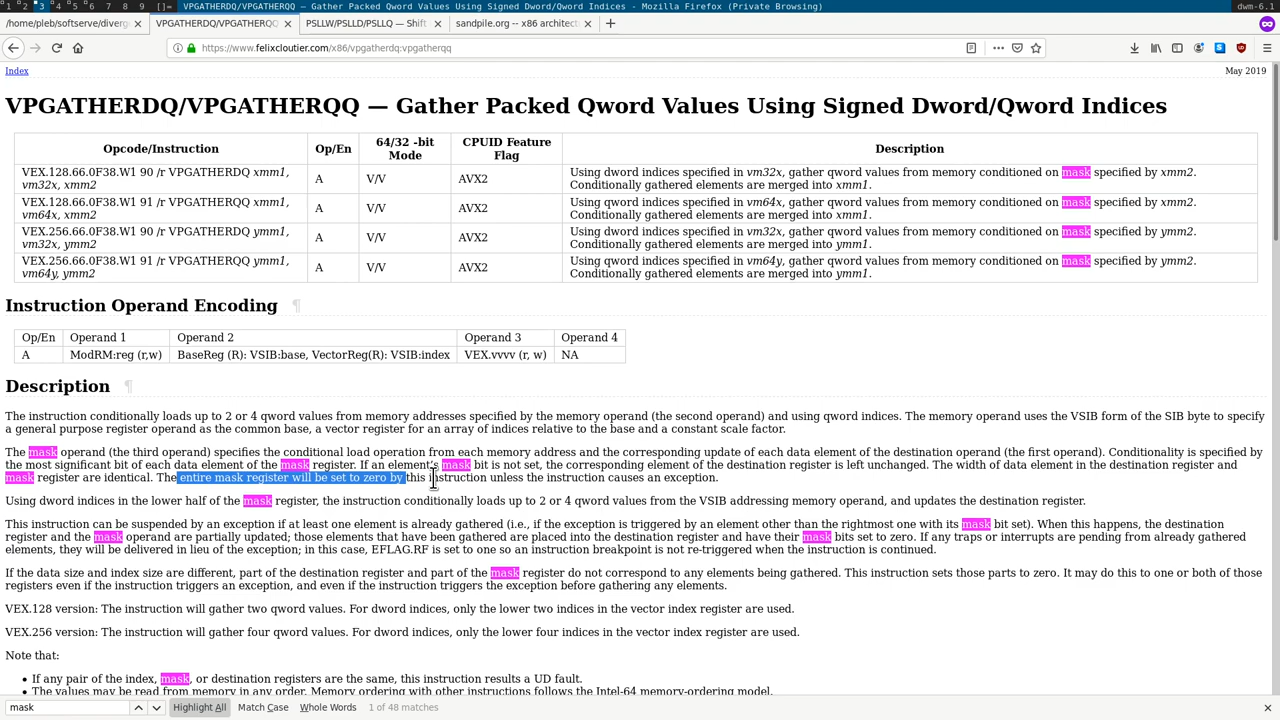 1 2 3 4 5 6 7 8 9 []= VPGATHERDQ/VPGATHERQQ — Gather Packed Qword Values Using Signed Dword/Qword Indices - Mozilla Firefox (Private Browsing) dwm-6.1
/home/pleb/softserve/diverg VPGATHERDQ/VPGATHERQQ PSLLW/PSLLD/PSLLQ — Shift sandpile.org -- x86 architect
https://www.felixcloutier.com/x86/vpgatherdq:vpgatherqq
Index May 2019
VPGATHERDQ/VPGATHERQQ — Gather Packed Qword Values Using Signed Dword/Qword Indices
Opcode/Instruction Op/En 64/32 -bit Mode CPUID Feature Flag Description
VEX.128.66.0F38.W1 90 /r VPGATHERDQ xmm1, vm32x, xmm2 A V/V AVX2 Using dword indices specified in vm32x, gather qword values from memory conditioned on mask specified by xmm2. Conditionally gathered elements are merged into xmm1.
VEX.128.66.0F38.W1 91 /r VPGATHERQQ xmm1, vm64x, xmm2 A V/V AVX2 Using qword indices specified in vm64x, gather qword values from memory conditioned on mask specified by xmm2. Conditionally gathered elements are merged into xmm1.
VEX.256.66.0F38.W1 90 /r VPGATHERDQ ymm1, vm32x, ymm2 A V/V AVX2 Using dword indices specified in vm32x, gather qword values from memory conditioned on mask specified by ymm2. Conditionally gathered elements are merged into ymm1.
VEX.256.66.0F38.W1 91 /r VPGATHERQQ ymm1, vm64y, ymm2 A V/V AVX2 Using qword indices specified in vm64y, gather qword values from memory conditioned on mask specified by ymm2. Conditionally gathered elements are merged into ymm1.
Instruction Operand Encoding ¶
Op/En Operand 1 Operand 2 Operand 3 Operand 4
A ModRM:reg (r,w) BaseReg (R): VSIB:base, VectorReg(R): VSIB:index VEX.vvvv (r, w) NA
Description ¶
The instruction conditionally loads up to 2 or 4 qword values from memory addresses specified by the memory operand (the second operand) and using qword indices. The memory operand uses the VSIB form of the SIB byte to specify
a general purpose register operand as the common base, a vector register for an array of indices relative to the base and a constant scale factor.
The mask operand (the third operand) specifies the conditional load operation from each memory address and the corresponding update of each data element of the destination operand (the first operand). Conditionality is specified by
the most significant bit of each data element of the mask register. If an element's mask bit is not set, the corresponding element of the destination register is left unchanged. The width of data element in the destination register and
mask register are identical. The entire mask register will be set to zero by this instruction unless the instruction causes an exception.
Using dword indices in the lower half of the mask register, the instruction conditionally loads up to 2 or 4 qword values from the VSIB addressing memory operand, and updates the destination register.
This instruction can be suspended by an exception if at least one element is already gathered (i.e., if the exception is triggered by an element other than the rightmost one with its mask bit set). When this happens, the destination
register and the mask operand are partially updated; those elements that have been gathered are placed into the destination register and have their mask bits set to zero. If any traps or interrupts are pending from already gathered
elements, they will be delivered in lieu of the exception; in this case, EFLAG.RF is set to one so an instruction breakpoint is not re-triggered when the instruction is continued.
If the data size and index size are different, part of the destination register and part of the mask register do not correspond to any elements being gathered. This instruction sets those parts to zero. It may do this to one or both of those
registers even if the instruction triggers an exception, and even if the instruction triggers the exception before gathering any elements.
VEX.128 version: The instruction will gather two qword values. For dword indices, only the lower two indices in the vector index register are used.
VEX.256 version: The instruction will gather four qword values. For dword indices, only the lower four indices in the vector index register are used.
Note that:
• If any pair of the index, mask, or destination registers are the same, this instruction results a UD fault.
• The values may be read from memory in any order. Memory ordering with other instructions follows the Intel-64 memory-ordering model.
mask Highlight All Match Case Whole Words 1 of 48 matches